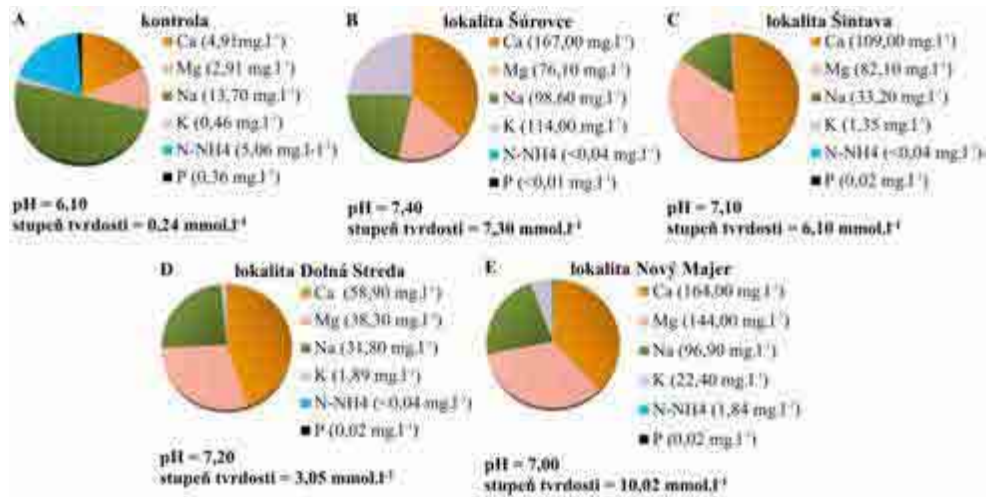 A kontrola
Ca (4,91mg.l⁻¹)
Mg (2,91 mg.l⁻¹)
Na (13,70 mg.l⁻¹)
K (0,46 mg.l⁻¹)
N-NH4 (5,06 mg.l-1⁻¹)
P (0,36 mg.l⁻¹)
pH = 6,10
stupeň tvrdosti = 0,24 mmol.l⁻¹
B lokalita Šúrovce
Ca (167,00 mg.l⁻¹)
Mg (76,10 mg.l⁻¹)
Na (98,60 mg.l⁻¹)
K (114,00 mg.l⁻¹)
N-NH4 (<0,04 mg.l⁻¹)
P (<0,01 mg.l⁻¹)
pH = 7,40
stupeň tvrdosti = 7,30 mmol.l⁻¹
C lokalita Šintava
Ca (109,00 mg.l⁻¹)
Mg (82,10 mg.l⁻¹)
Na (33,20 mg.l⁻¹)
K (1,35 mg.l⁻¹)
N-NH4 (<0,04 mg.l⁻¹)
P (0,02 mg.l⁻¹)
pH = 7,10
stupeň tvrdosti = 6,10 mmol.l⁻¹
D lokalita Dolná Streda
Ca (58,90 mg.l⁻¹)
Mg (38,30 mg.l⁻¹)
Na (31,80 mg.l⁻¹)
K (1,89 mg.l⁻¹)
N-NH4 (<0,04 mg.l⁻¹)
P (0,02 mg.l⁻¹)
pH = 7,20
stupeň tvrdosti = 3,05 mmol.l⁻¹
E lokalita Nový Majer
Ca (164,00 mg.l⁻¹)
Mg (144,00 mg.l⁻¹)
Na (96,90 mg.l⁻¹)
K (22,40 mg.l⁻¹)
N-NH4 (1,84 mg.l⁻¹)
P (0,02 mg.l⁻¹)
pH = 7,00
stupeň tvrdosti = 10,02 mmol.l⁻¹